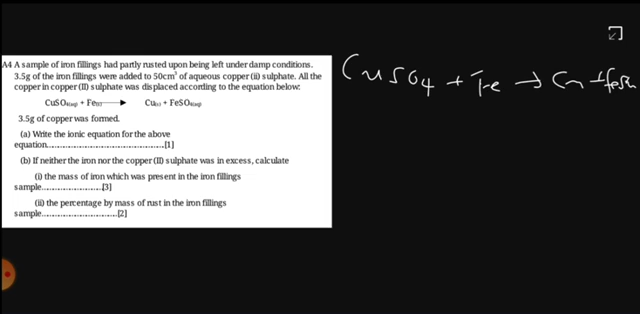 A4 A sample of iron fillings had partly rusted upon being left under damp conditions.
3.5g of the iron fillings were added to 50cm³ of aqueous copper (ii) sulphate. All the
copper in copper (II) sulphate was displaced according to the equation below:
CuSO₄(aq) + Fe(s) ⟶ Cu(s) + FeSO₄(aq)
3.5g of copper was formed.
(a) Write the ionic equation for the above
equation...........................................[1]
(b) If neither the iron nor the copper (II) sulphate was in excess, calculate
(i) the mass of iron which was present in the iron fillings
sample.......................[3]
(ii) the percentage by mass of rust in the iron fillings
sample.............................[2]
CuSO4 + Fe → Cu +